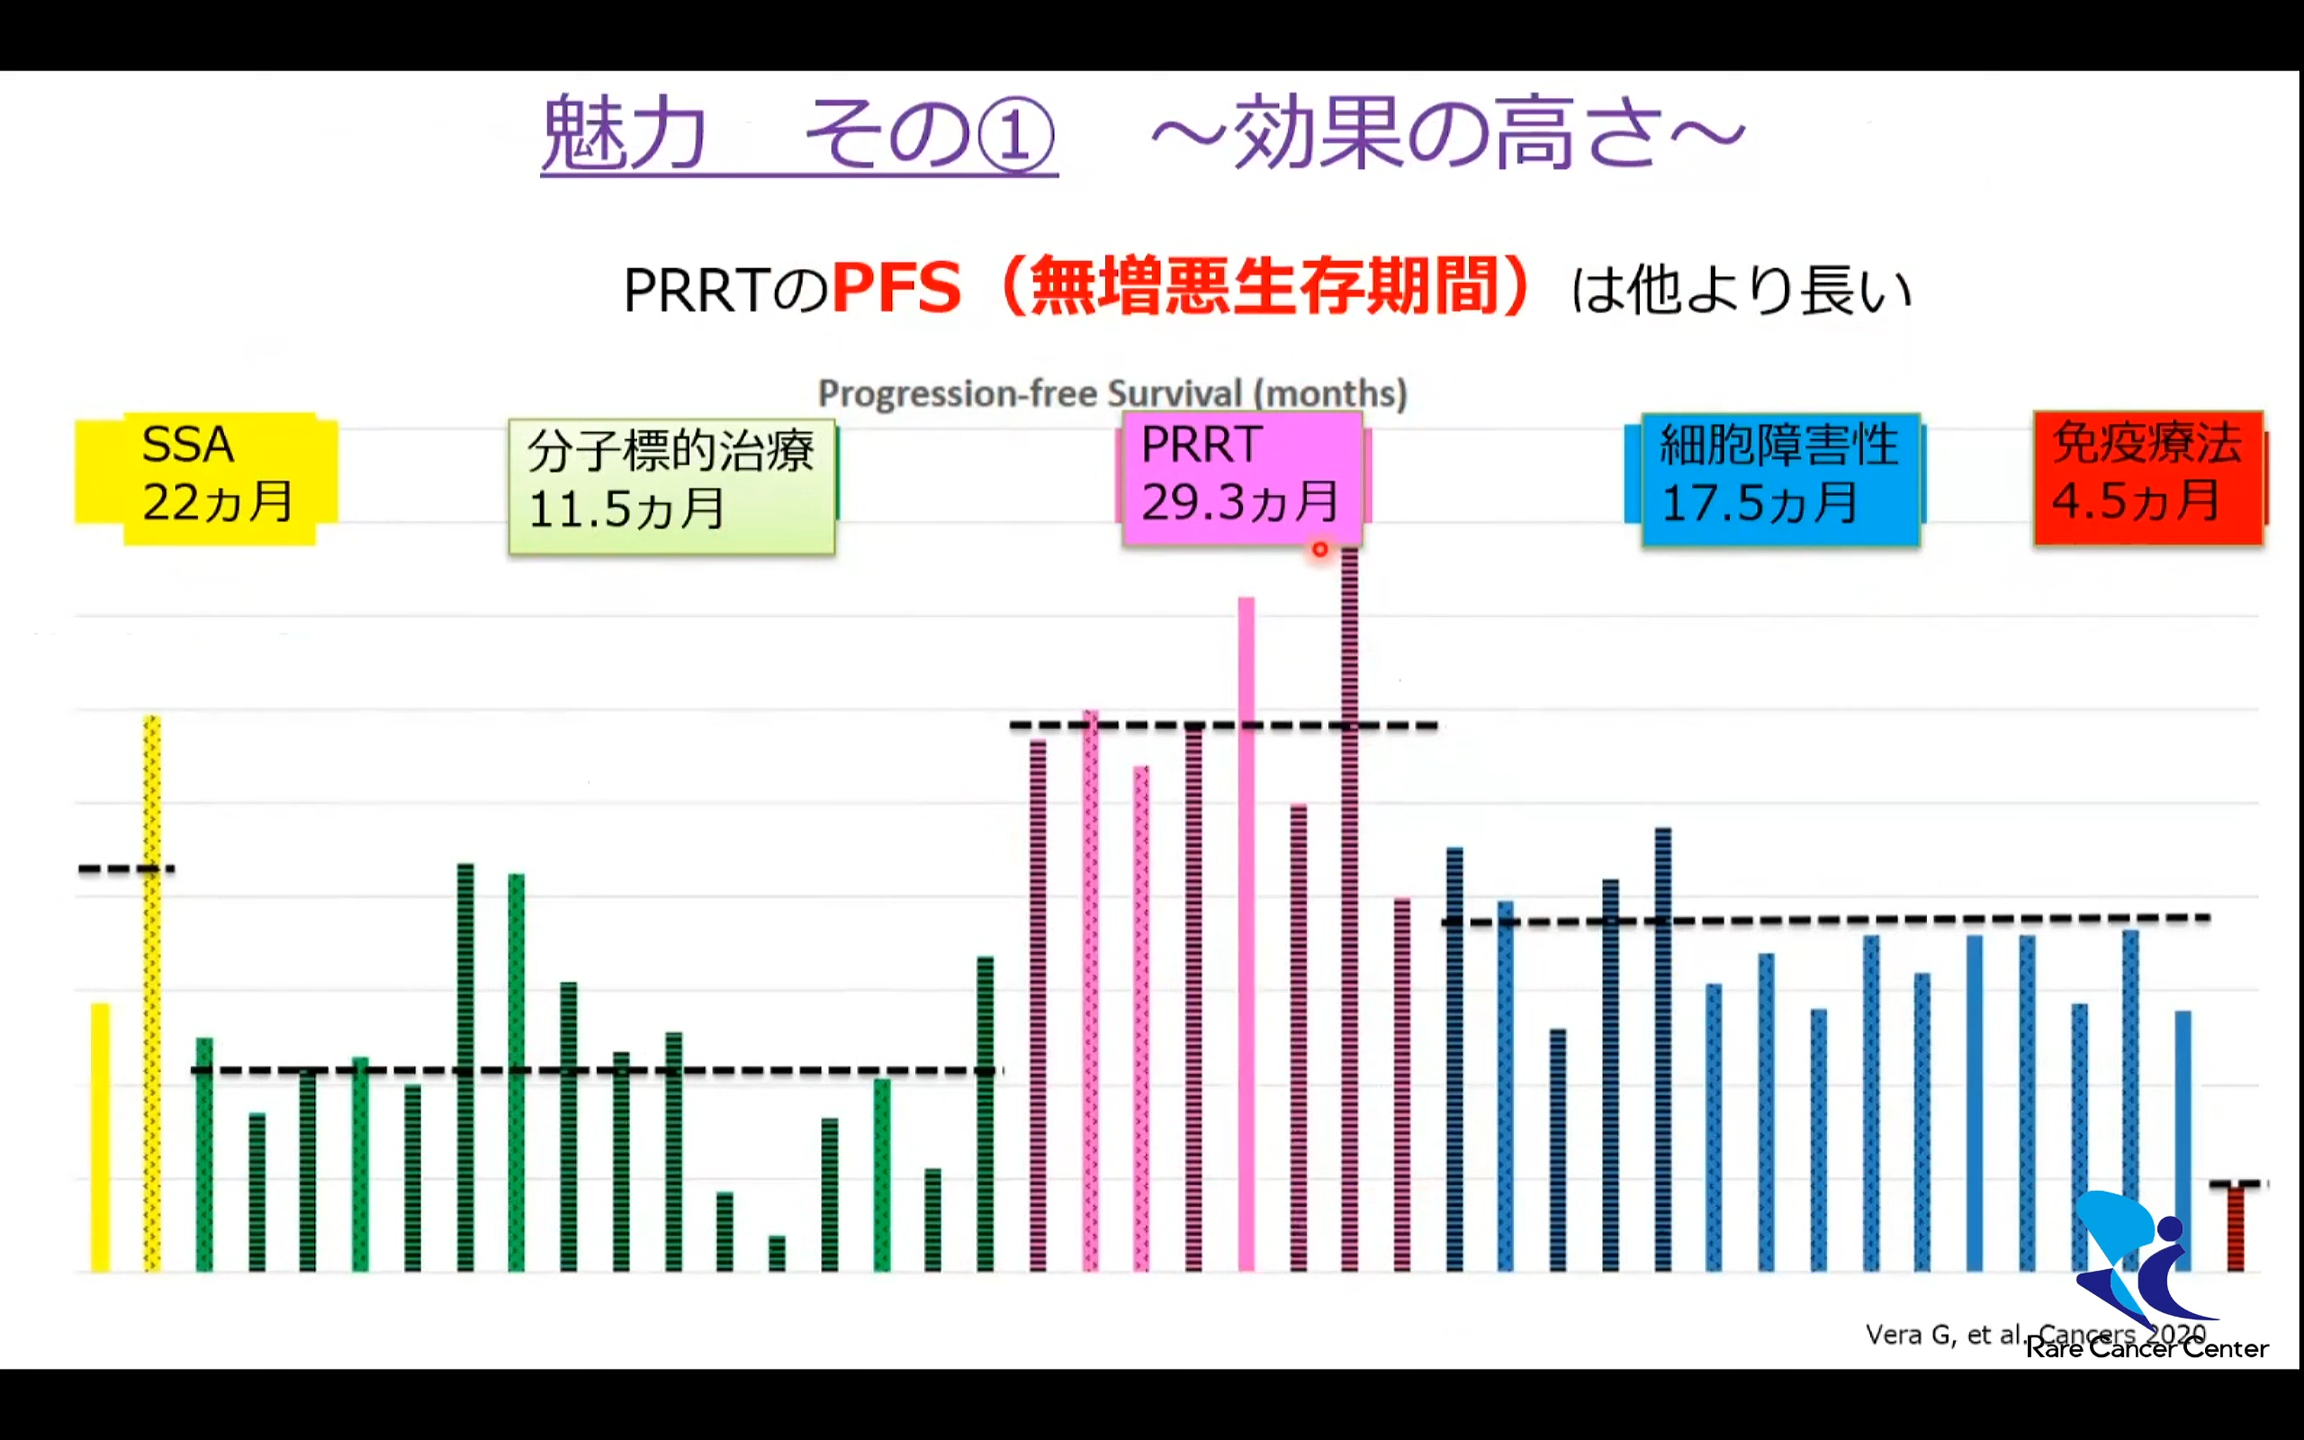 魅力　その①　～効果の高さ～
PRRTのPFS（無増悪生存期間）は他より長い
Progression-free Survival (months)
SSA
22ヵ月
分子標的治療
11.5ヵ月
PRRT
29.3ヵ月
細胞障害性
17.5ヵ月
免疫療法
4.5ヵ月
Vera G, et al. Cancers 2020
Rare Cancer Center